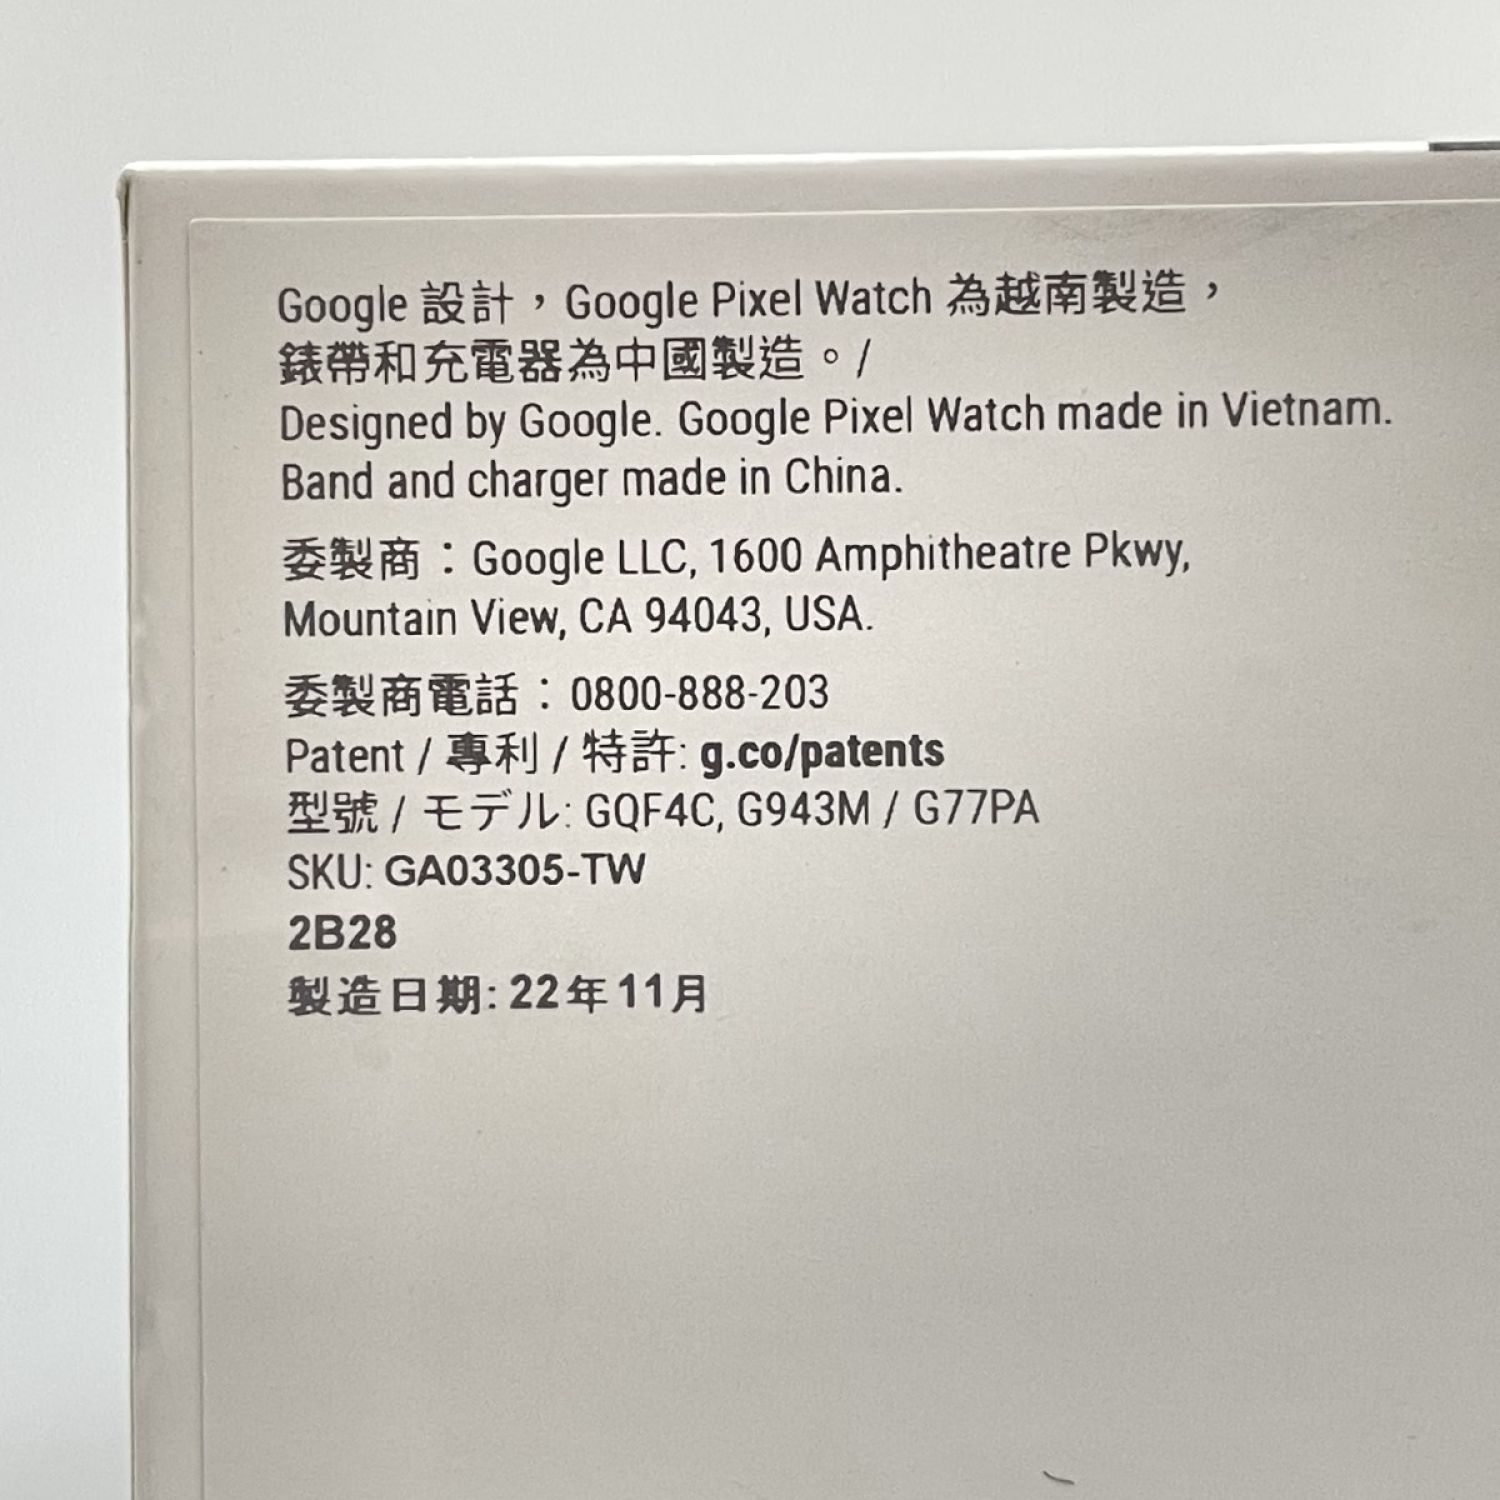 Google 設計，Google Pixel Watch 為越南製造，
錶帶和充電器為中國製造。/
Designed by Google. Google Pixel Watch made in Vietnam.
Band and charger made in China.
委製商：Google LLC, 1600 Amphitheatre Pkwy,
Mountain View, CA 94043, USA.
委製商電話：0800-888-203
Patent / 專利 / 特許: g.co/patents
型號 / モデル: GQF4C, G943M / G77PA
SKU: GA03305-TW
2B28
製造日期: 22年11月